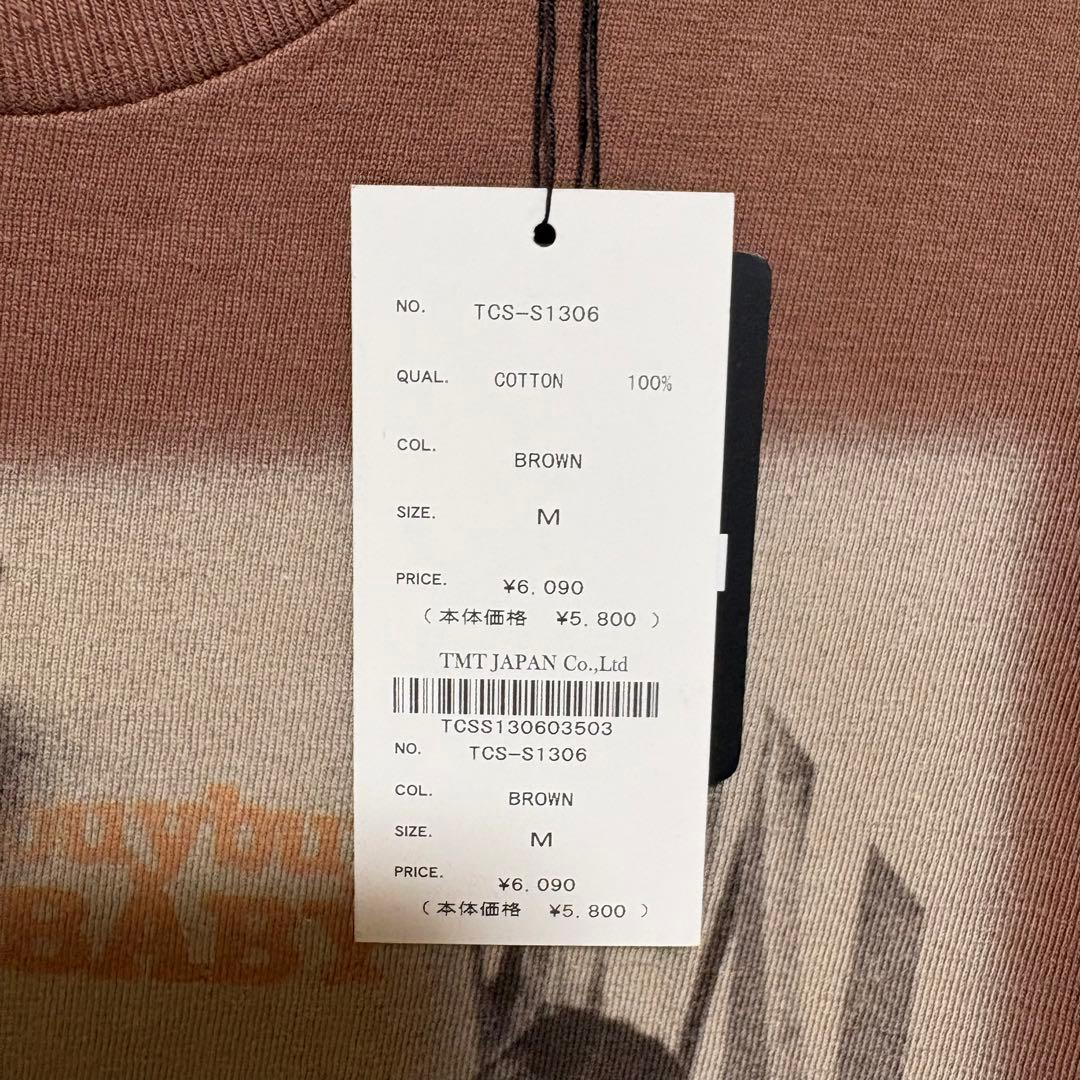 NO. TCS-S1306
QUAL. COTTON 100%
COL. BROWN
SIZE. M
PRICE. ¥6,090
(本体価格 ¥5,800)
TMT JAPAN Co.,Ltd
TCSS130603503
NO. TCS-S1306
COL. BROWN
SIZE. M
PRICE. ¥6,090
(本体価格 ¥5,800)